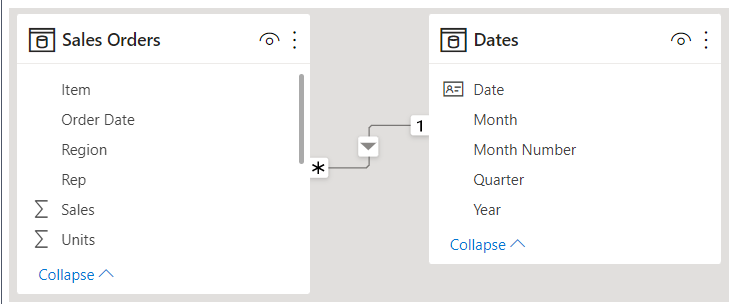 Sales Orders
Item
Order Date
Region
Rep
Sales
Units
Collapse
*
1
Dates
Date
Month
Month Number
Quarter
Year
Collapse